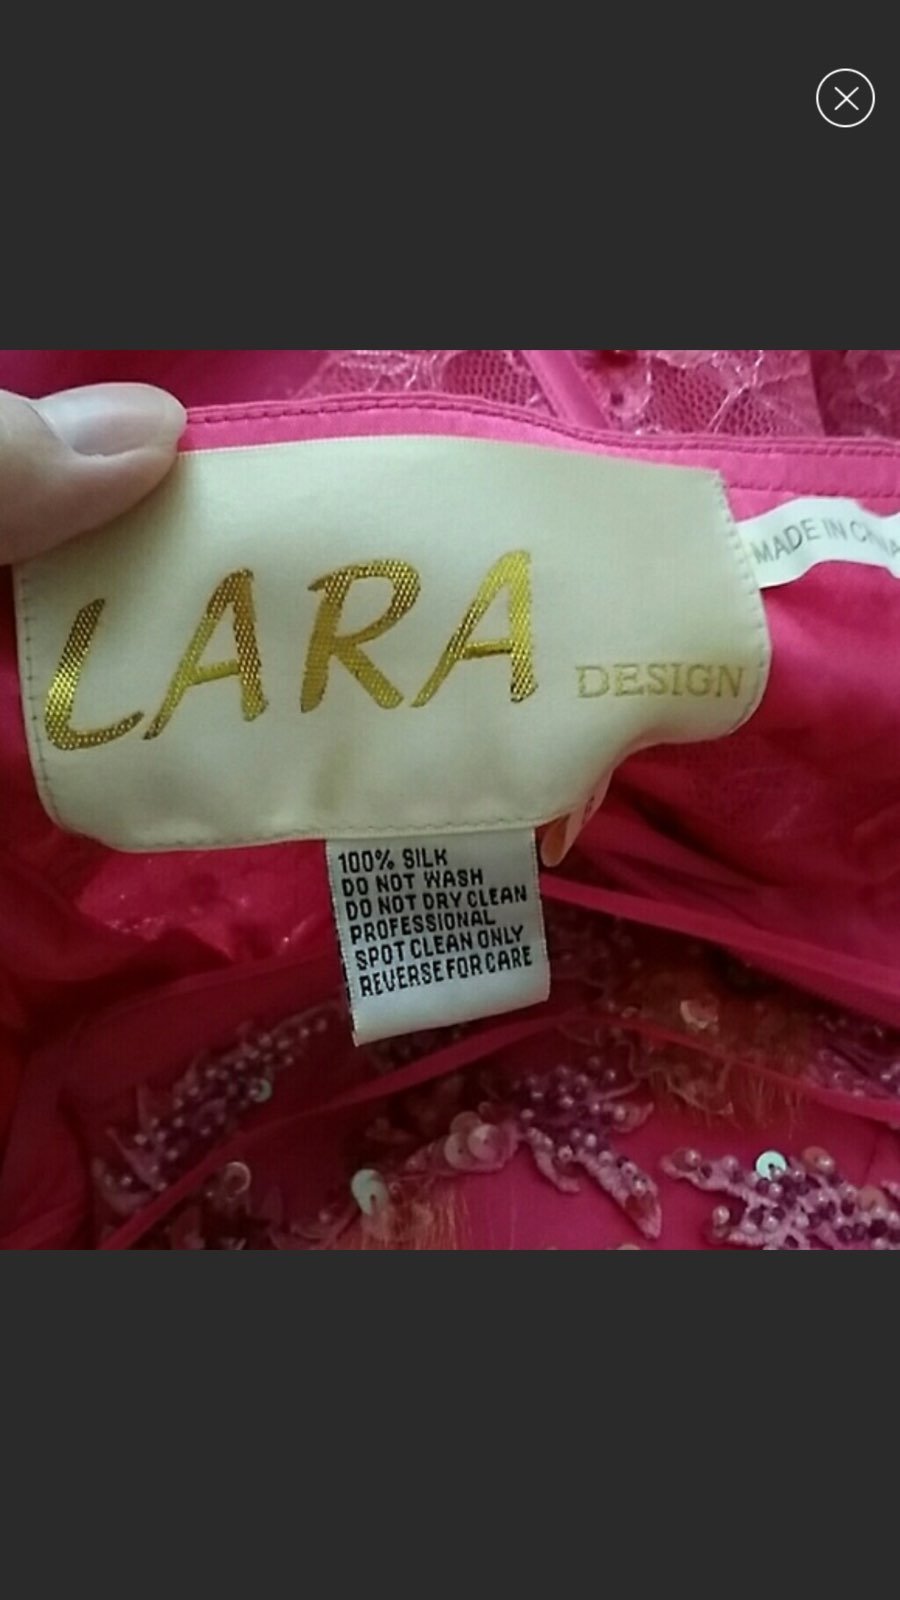 LARA DESIGN
MADE IN CHINA
100% SILK
DO NOT WASH
DO NOT DRY CLEAN
PROFESSIONAL
SPOT CLEAN ONLY
REVERSE FOR CARE